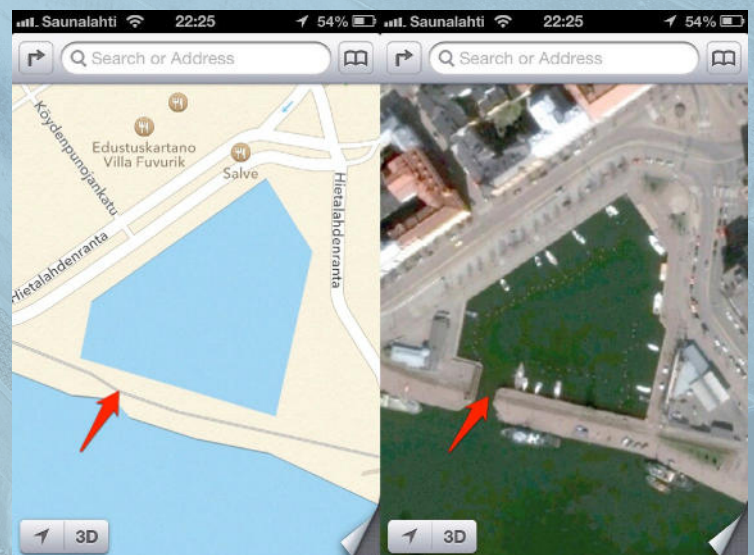 Saunalahti 22:25 54%
Search or Address
Köydenpunojankatu
Edustuskartano
Villa Fuvurik
Salve
Hietalahdenranta
Hietalahdenranta
3D
Saunalahti 22:25 54%
Search or Address
3D